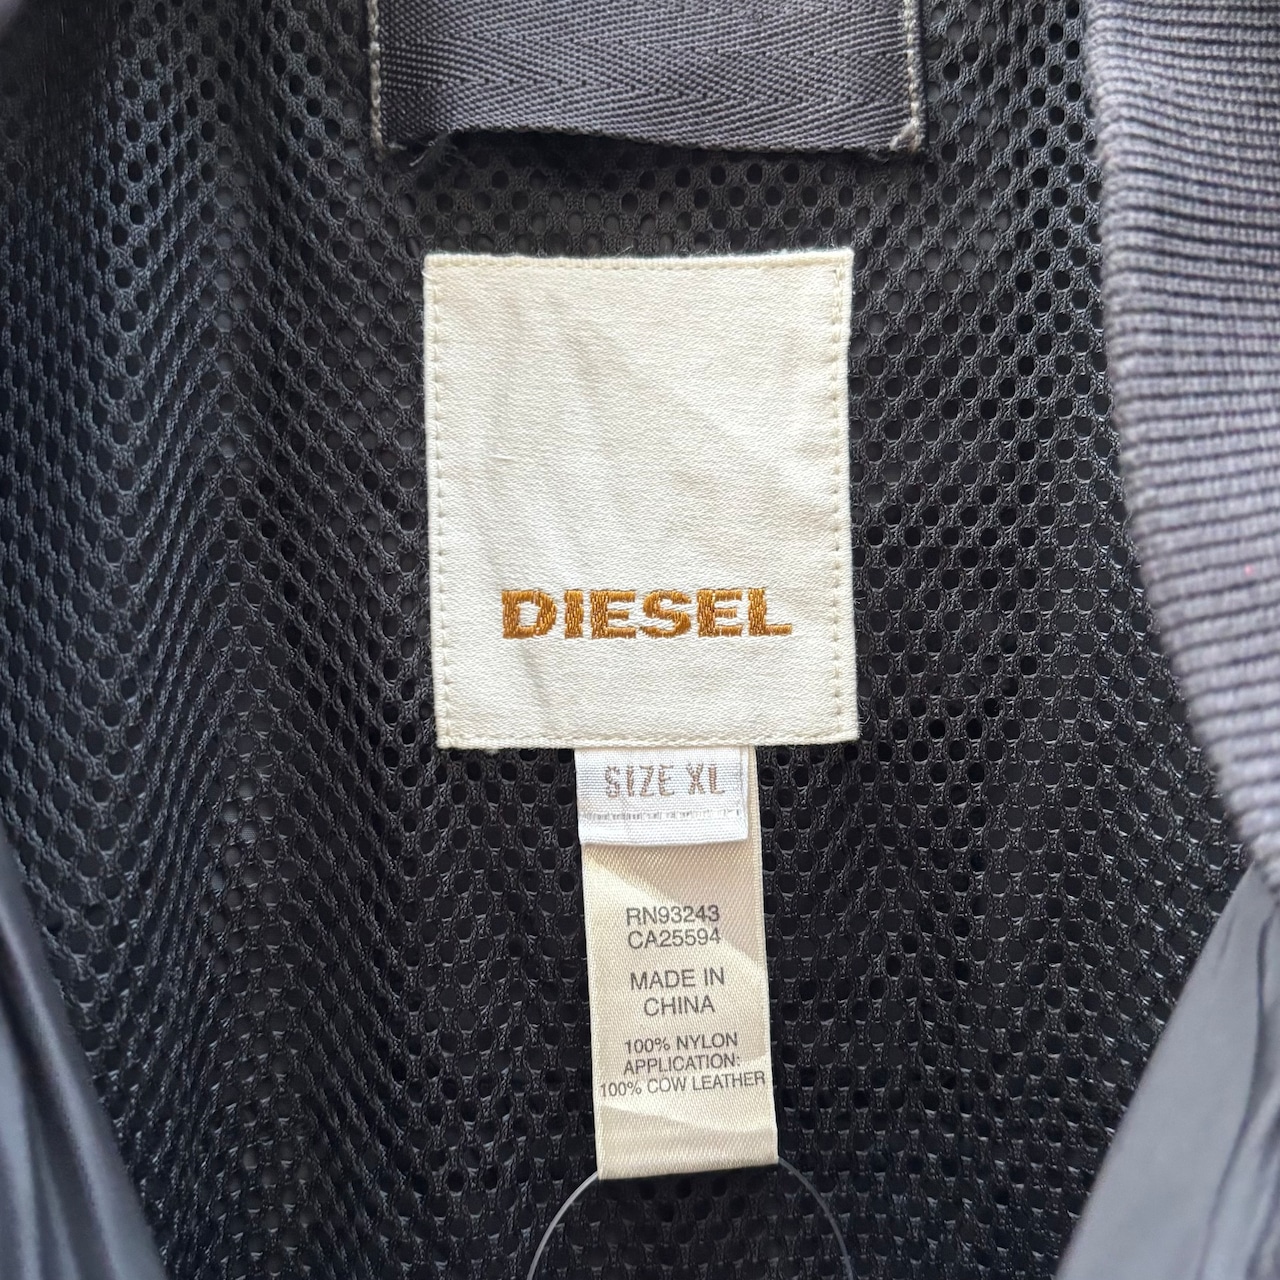 DIESEL
SIZE XL
RN93243
CA25594
MADE IN
CHINA
100% NYLON
APPLICATION:
100% COW LEATHER